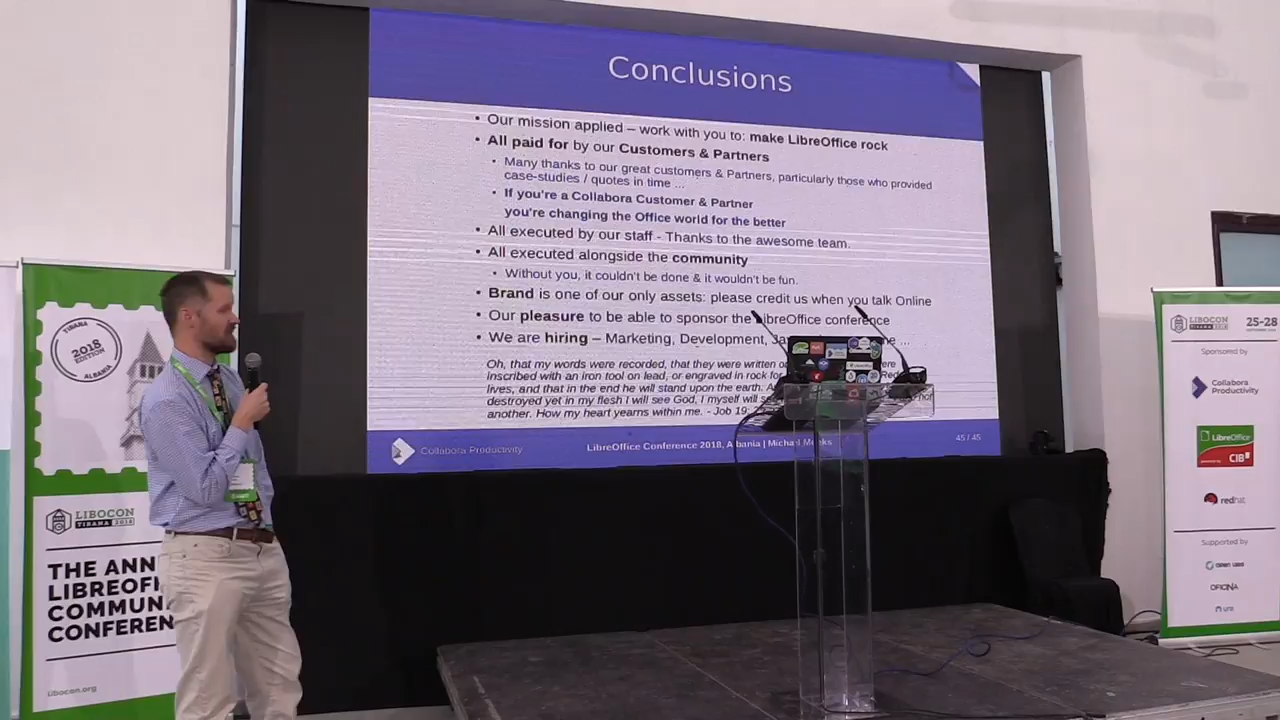 Conclusions
• Our mission applied – work with you to: make LibreOffice rock
• All paid for by our Customers & Partners
• Many thanks to our great customers & Partners, particularly those who provided
case-studies / quotes in time ...
• If you're a Collabora Customer & Partner
you're changing the Office world for the better
• All executed by our staff - Thanks to the awesome team.
• All executed alongside the community
• Without you, it couldn't be done & it wouldn't be fun.
• Brand is one of our only assets: please credit us when you talk Online
• Our pleasure to be able to sponsor the LibreOffice conference
• We are hiring – Marketing, Development,
Oh, that my words were recorded, that they were written
inscribed with an iron tool on lead, or engraved in rock
lives, and that in the end he will stand upon the earth.
destroyed yet in my flesh I will see God, I myself will
another. How my heart yearns within me. - Job 19
Collabora Productivity
LibreOffice Conference 2018, Albania | Michael Meeks
45 / 45
TIRANA
2018
EDITION
ALBANIA
LIBOCON
TIRANA 2018
THE ANN
LIBREOFI
COMMUN
CONFEREN
libocon.org
LIBOCON
TIRANA 2018
25-28
Sponsored by
Collabora
Productivity
LibreOffice
CIB
redhat
Supported by
OFICINA